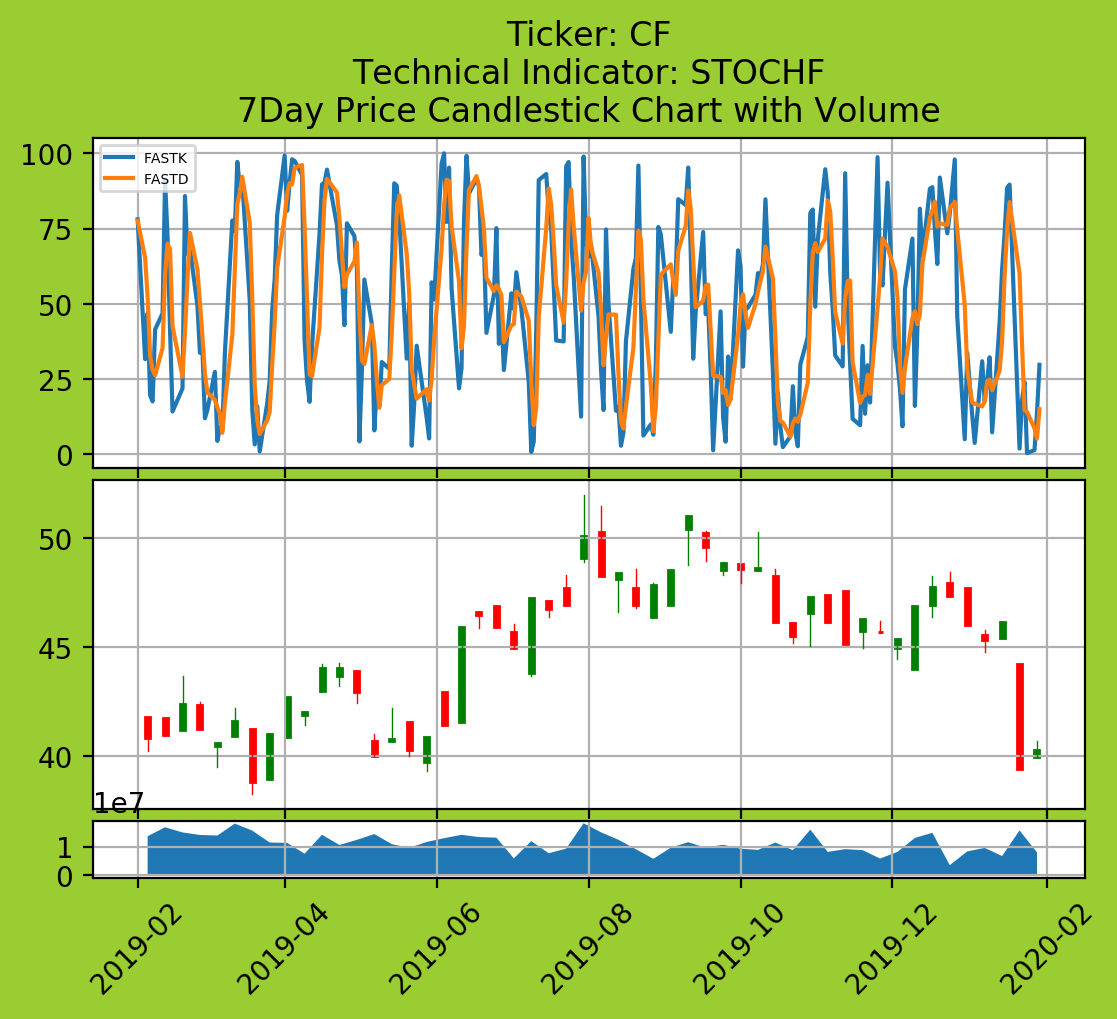 Ticker: CF
Technical Indicator: STOCHF
7Day Price Candlestick Chart with Volume
FASTK
FASTD
100
75
50
25
0
50
45
40
1e7
1
0
2019-02
2019-04
2019-06
2019-08
2019-10
2019-12
2020-02